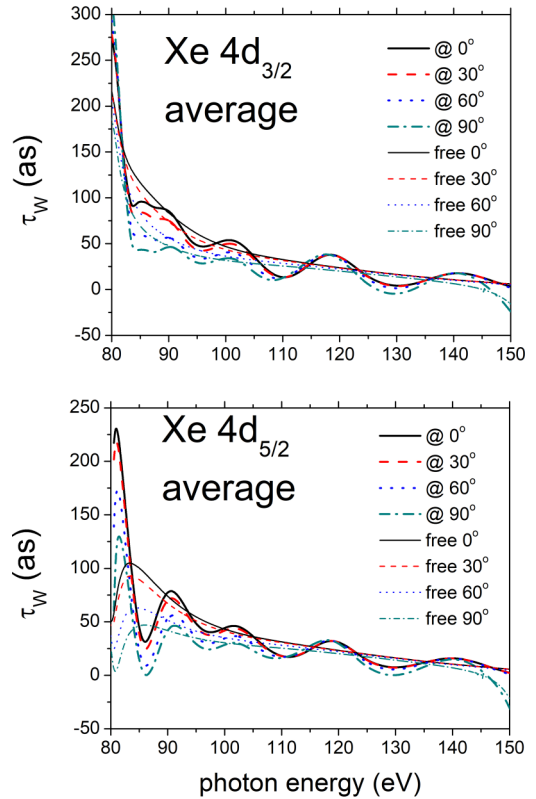 Xe 4d3/2
average
@ 0°
@ 30°
@ 60°
@ 90°
free 0°
free 30°
free 60°
free 90°
τW (as)
300
250
200
150
100
50
0
-50
80 90 100 110 120 130 140 150
Xe 4d5/2
average
@ 0°
@ 30°
@ 60°
@ 90°
free 0°
free 30°
free 60°
free 90°
τW (as)
250
200
150
100
50
0
-50
80 90 100 110 120 130 140 150
photon energy (eV)